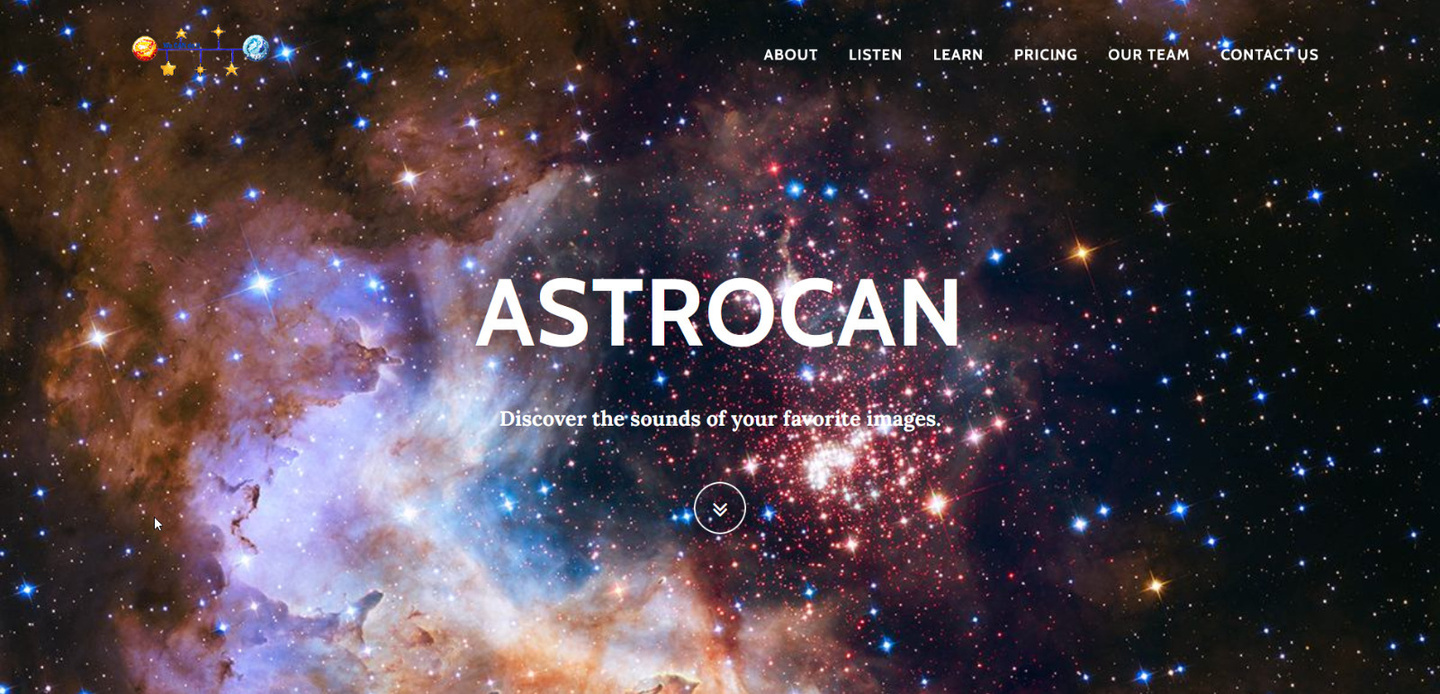 ABOUT LISTEN LEARN PRICING OUR TEAM CONTACT US
ASTROCAN
Discover the sounds of your favorite images.